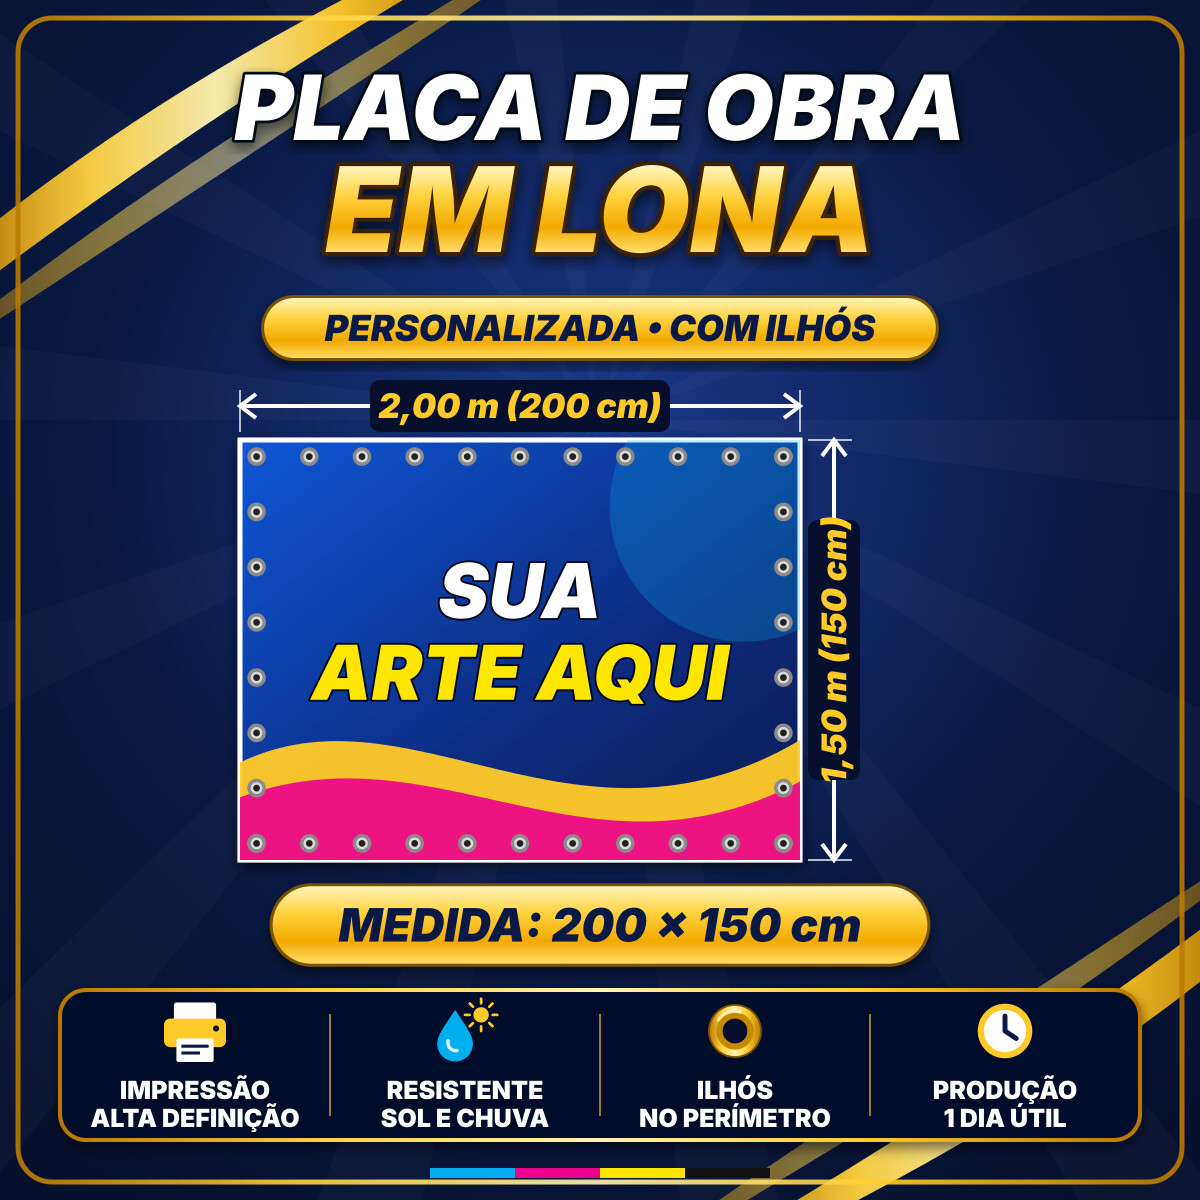 PLACA DE OBRA
EM LONA
PERSONALIZADA • COM ILHÓS
2,00 m (200 cm)
1,50 m (150 cm)
SUA
ARTE AQUI
MEDIDA: 200 × 150 cm
IMPRESSÃO
ALTA DEFINIÇÃO
RESISTENTE
SOL E CHUVA
ILHÓS
NO PERÍMETRO
PRODUÇÃO
1 DIA ÚTIL